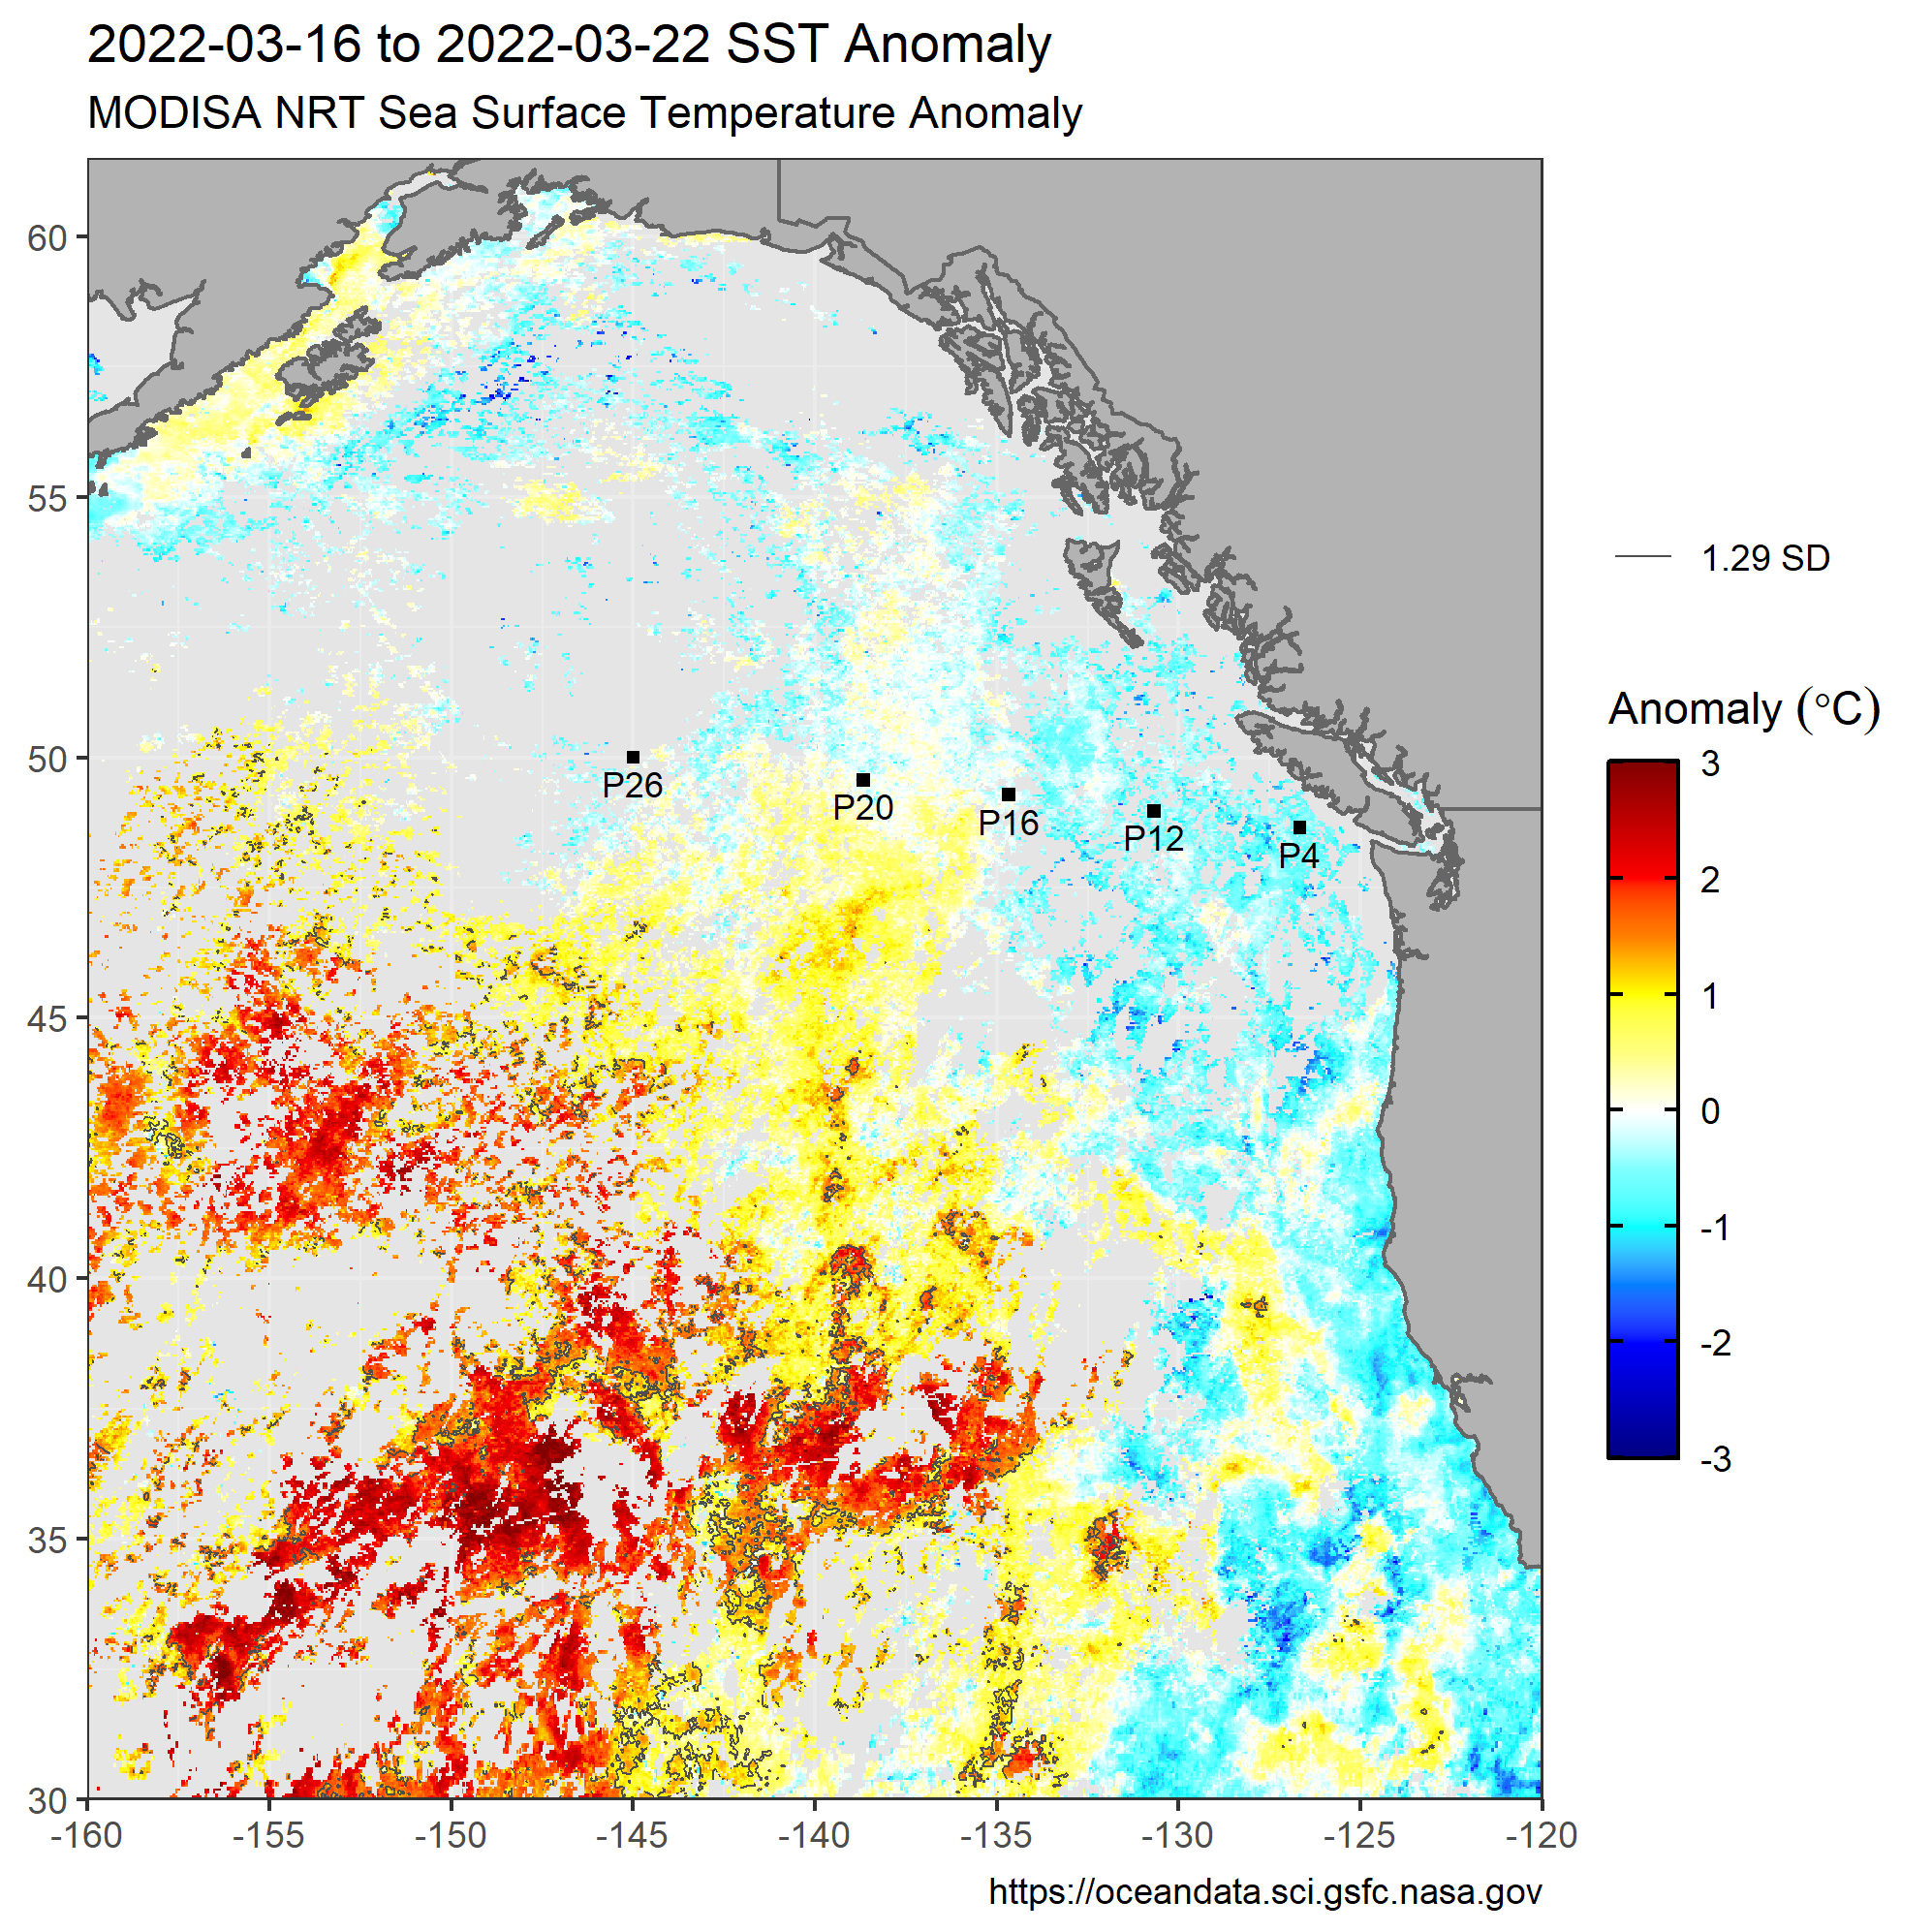 2022-03-16 to 2022-03-22 SST Anomaly
MODISA NRT Sea Surface Temperature Anomaly
60
55
50
45
40
35
30
-160
-155
-150
-145
-140
-135
-130
-125
-120
P26
P20
P16
P12
P4
1.29 SD
Anomaly (°C)
3
2
1
0
-1
-2
-3
https://oceandata.sci.gsfc.nasa.gov